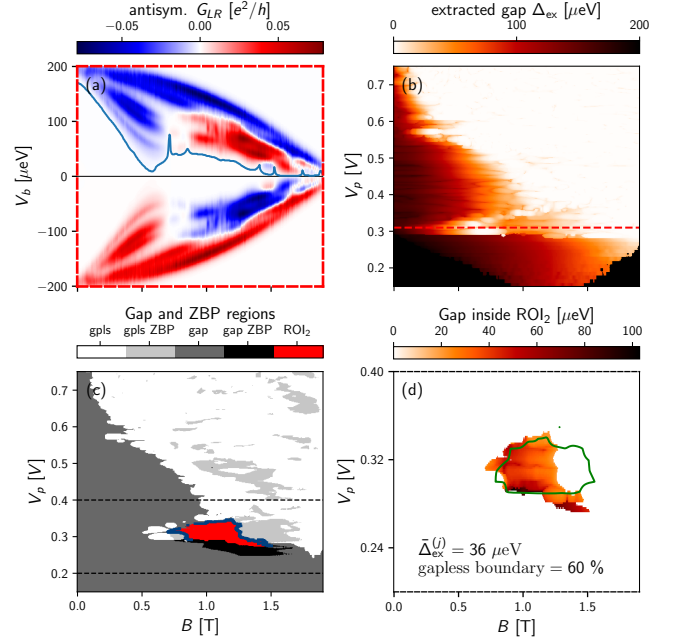 antisym. G_LR [e²/h]
−0.05 0.00 0.05
(a)
200
100
0
−100
−200
V_b [μeV]
extracted gap Δ_ex [μeV]
0 100 200
(b)
0.7
0.6
0.5
0.4
0.3
0.2
V_p [V]
Gap and ZBP regions
gpls gpls ZBP gap gap ZBP ROI₂
(c)
0.7
0.6
0.5
0.4
0.3
0.2
V_p [V]
0.0 0.5 1.0 1.5
B [T]
Gap inside ROI₂ [μeV]
0 20 40 60 80 100
(d)
0.40
0.32
0.24
V_p [V]
Δ̄_ex^(j) = 36 μeV
gapless boundary = 60 %
0.0 0.5 1.0 1.5
B [T]